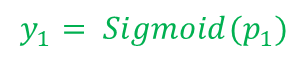 y₁ = Sigmoid(p₁)